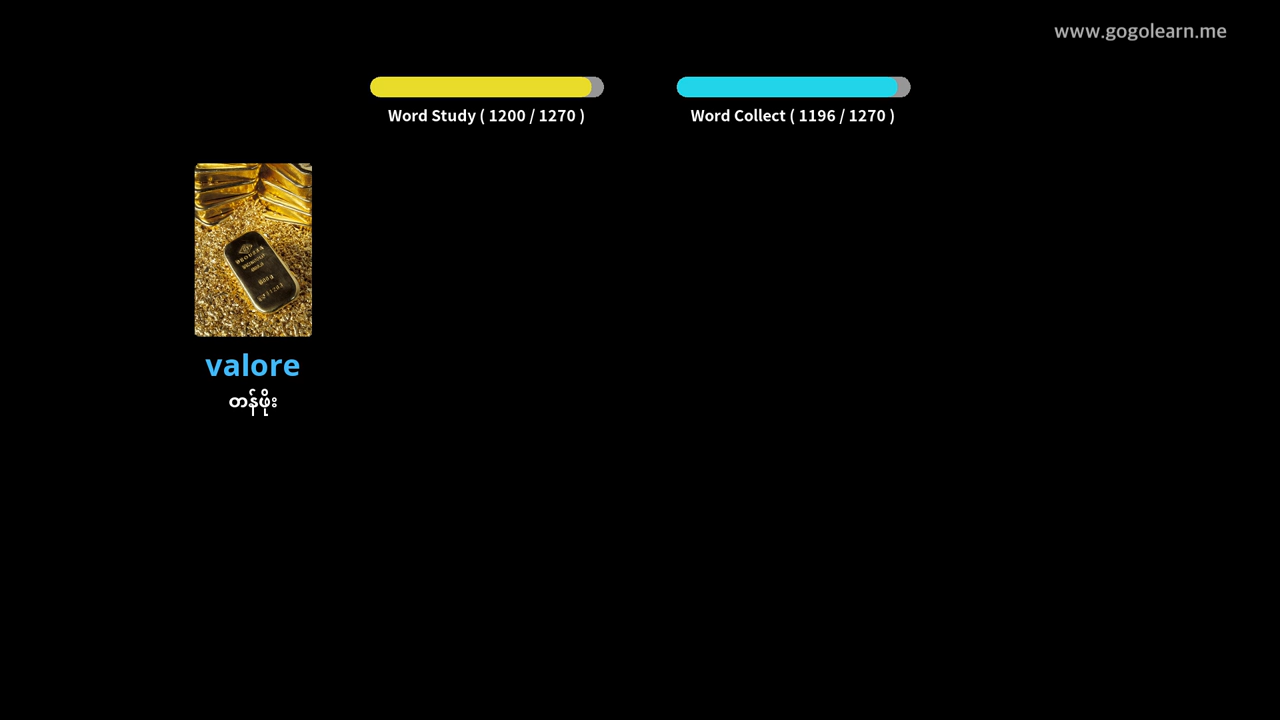 www.gogolearn.me
Word Study ( 1200 / 1270 )
Word Collect ( 1196 / 1270 )
valore
တန်ဖိုး